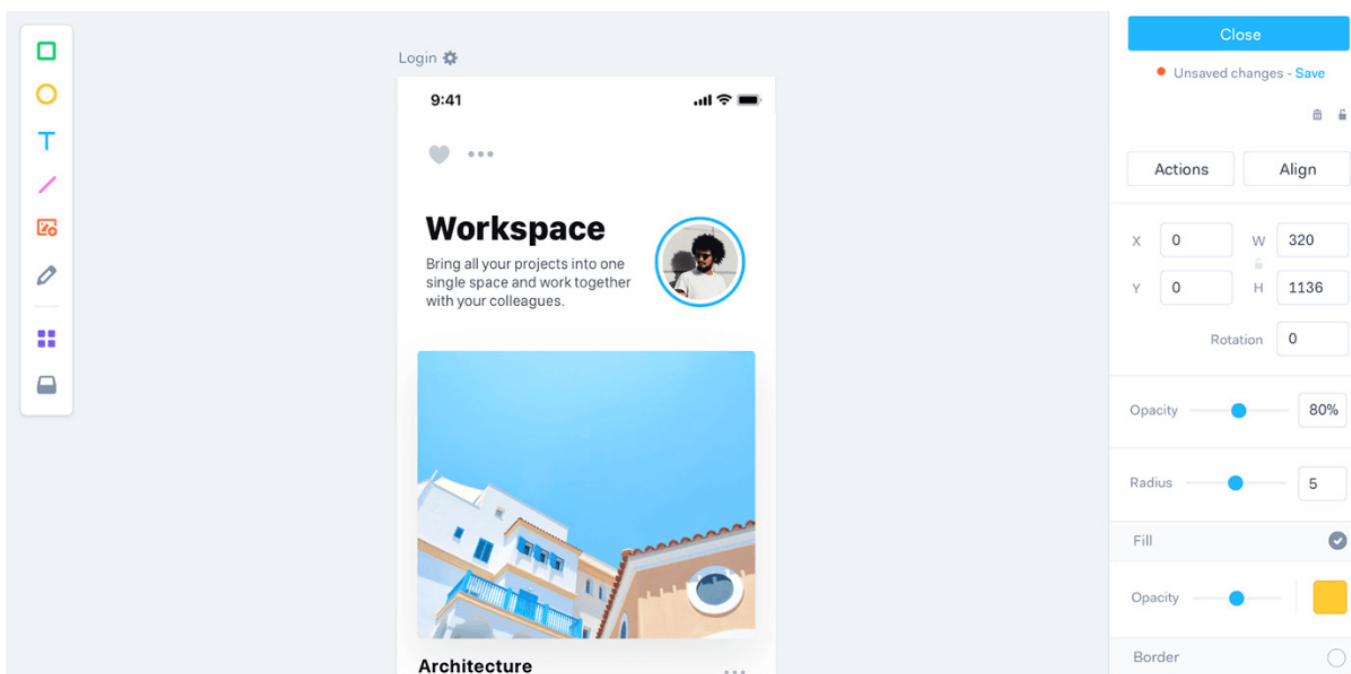 Login
9:41
Workspace
Bring all your projects into one
single space and work together
with your colleagues.
Architecture
Close
Unsaved changes - Save
Actions Align
X 0 W 320
Y 0 H 1136
Rotation 0
Opacity 80%
Radius 5
Fill
Opacity
Border